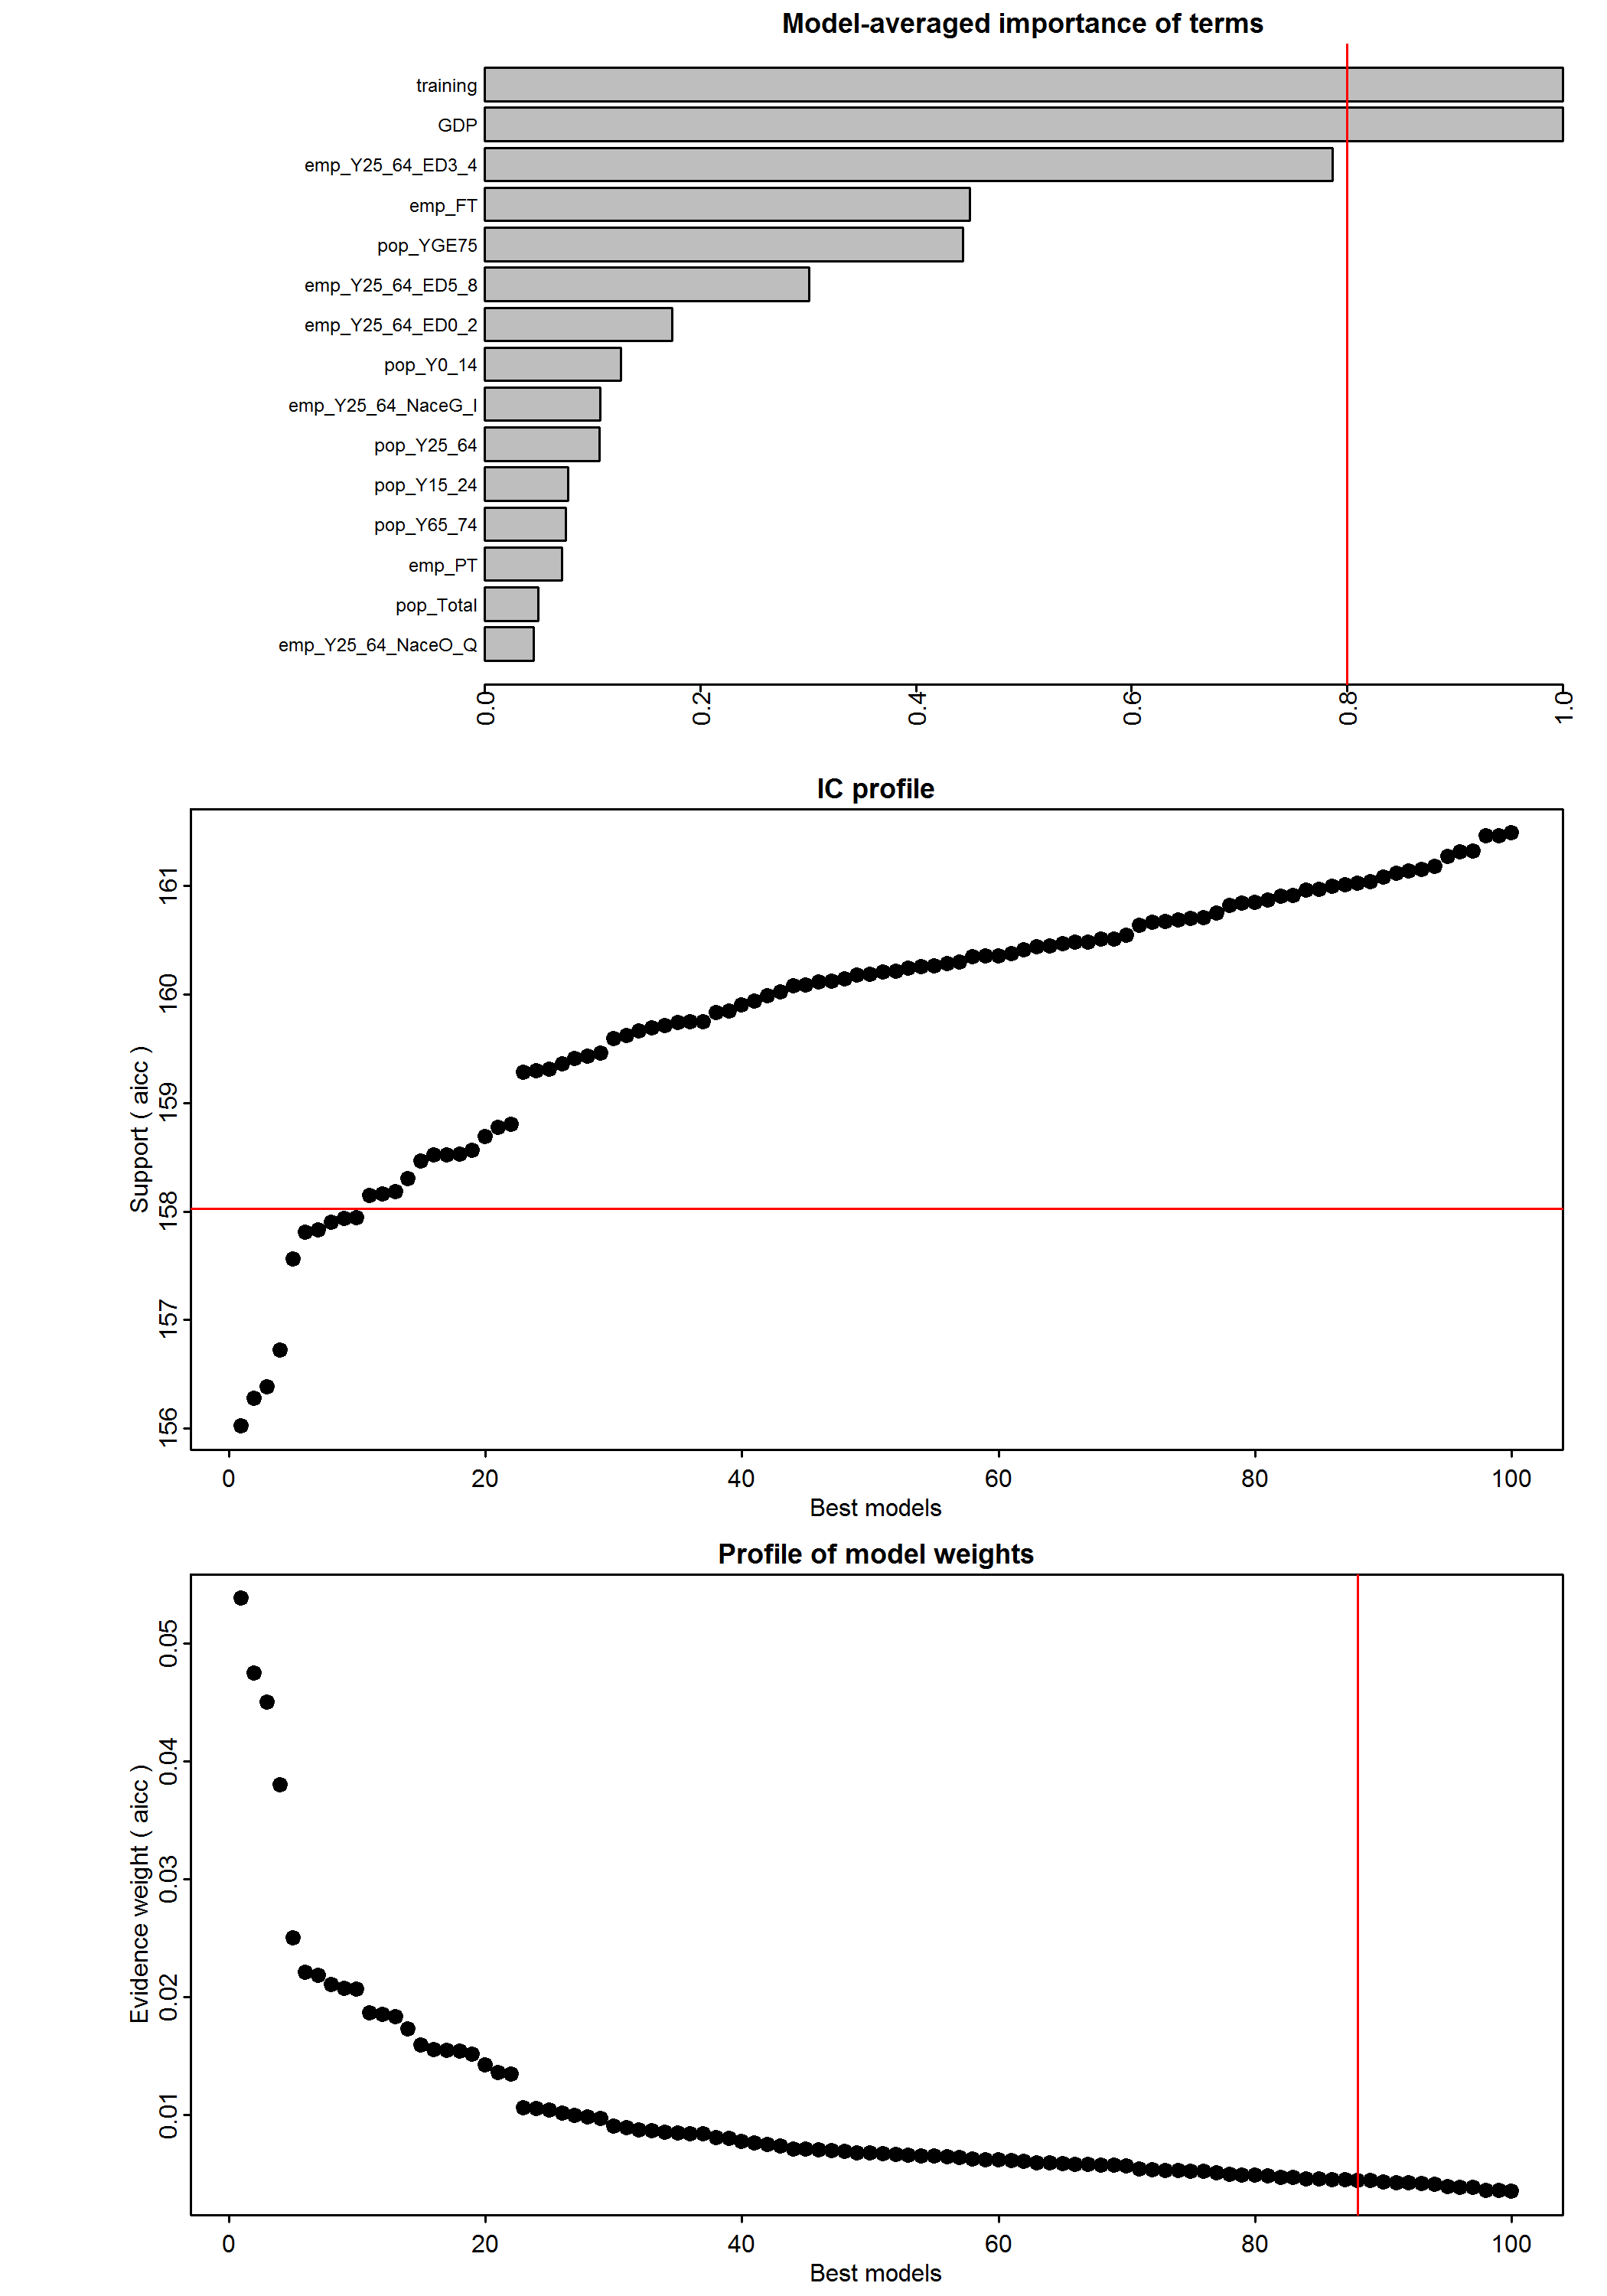 Model-averaged importance of terms
training
GDP
emp_Y25_64_ED3_4
emp_FT
pop_YGE75
emp_Y25_64_ED5_8
emp_Y25_64_ED0_2
pop_Y0_14
emp_Y25_64_NaceG_I
pop_Y25_64
pop_Y15_24
pop_Y65_74
emp_PT
pop_Total
emp_Y25_64_NaceO_Q
0.0 0.2 0.4 0.6 0.8 1.0
IC profile
Support ( aicc )
161
160
159
158
157
156
0 20 40 60 80 100
Best models
Profile of model weights
Evidence weight ( aicc )
0.05
0.04
0.03
0.02
0.01
0 20 40 60 80 100
Best models